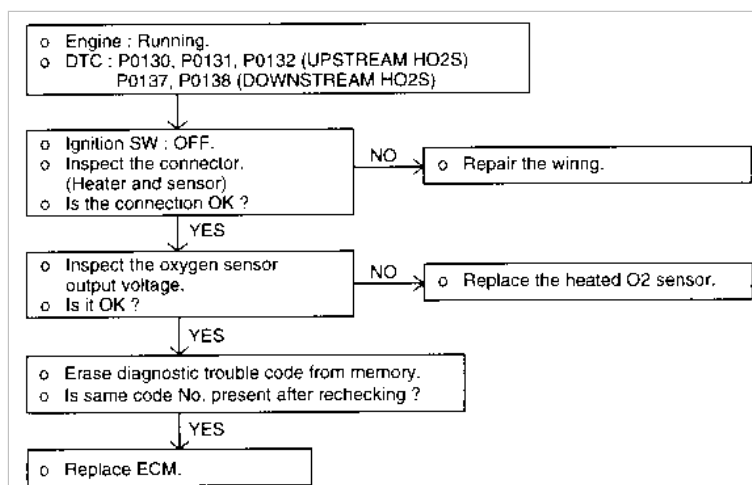 o Engine : Running.
o DTC : P0130, P0131, P0132 (UPSTREAM HO2S)
P0137, P0138 (DOWNSTREAM HO2S)
o Ignition SW : OFF.
o Inspect the connector.
(Heater and sensor)
o Is the connection OK ?
NO
o Repair the wiring.
YES
o Inspect the oxygen sensor
output voltage.
o Is it OK ?
NO
o Replace the heated O2 sensor.
YES
o Erase diagnostic trouble code from memory.
o Is same code No. present after rechecking ?
YES
o Replace ECM.